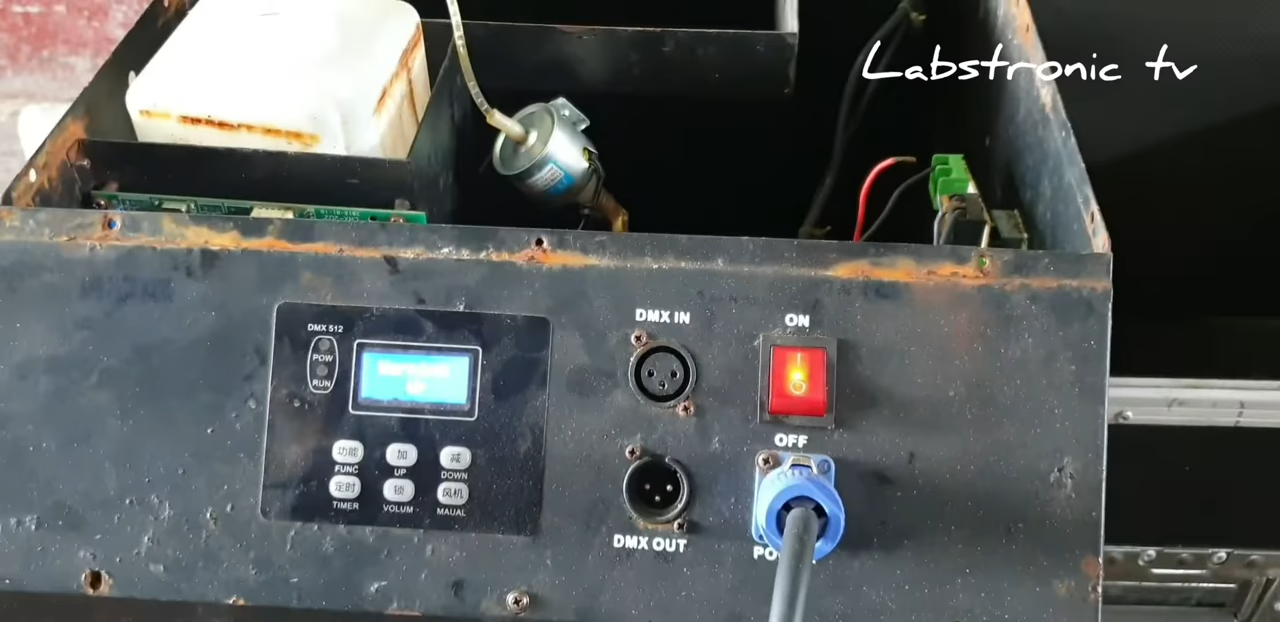 Labstronic tv
DMX IN
ON
DMX 512
POW
RUN
OFF
功能
加
减
FUNC
UP
DOWN
定时
锁
风机
TIMER
VOLUM
MAUAL
DMX OUT